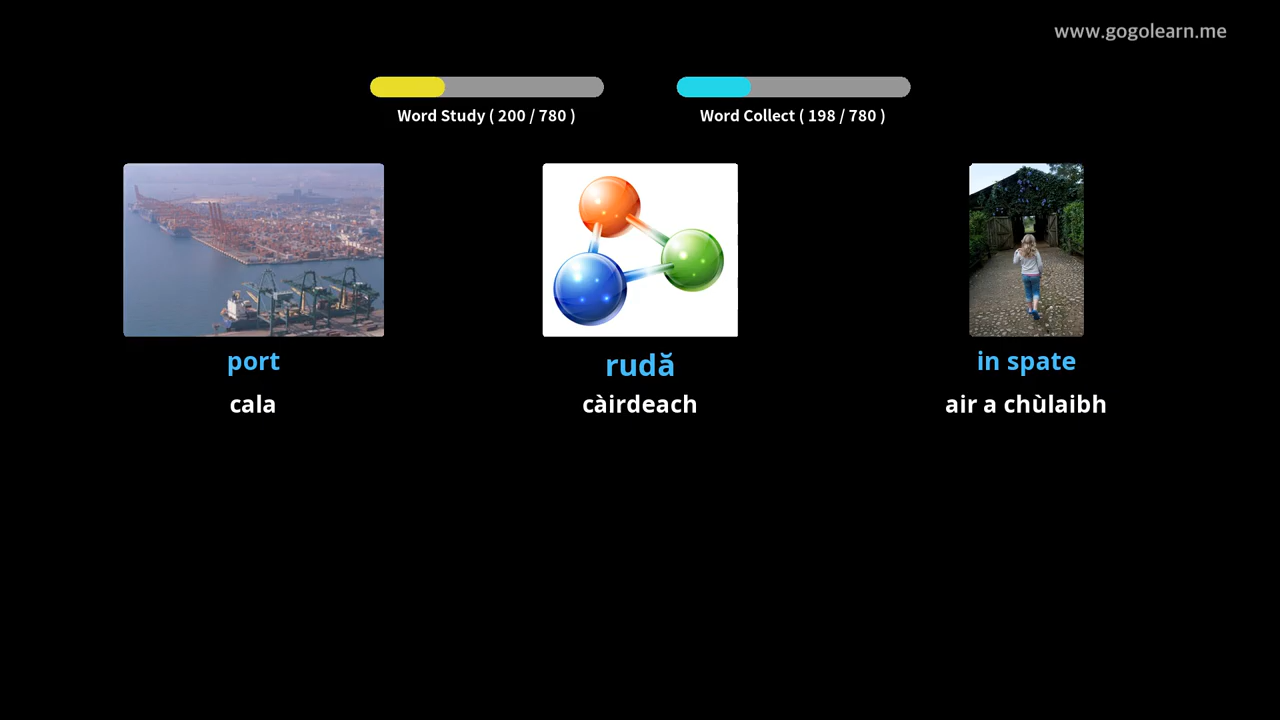 www.gogolearn.me
Word Study ( 200 / 780 )
Word Collect ( 198 / 780 )
port
rudă
in spate
cala
càirdeach
air a chùlaibh